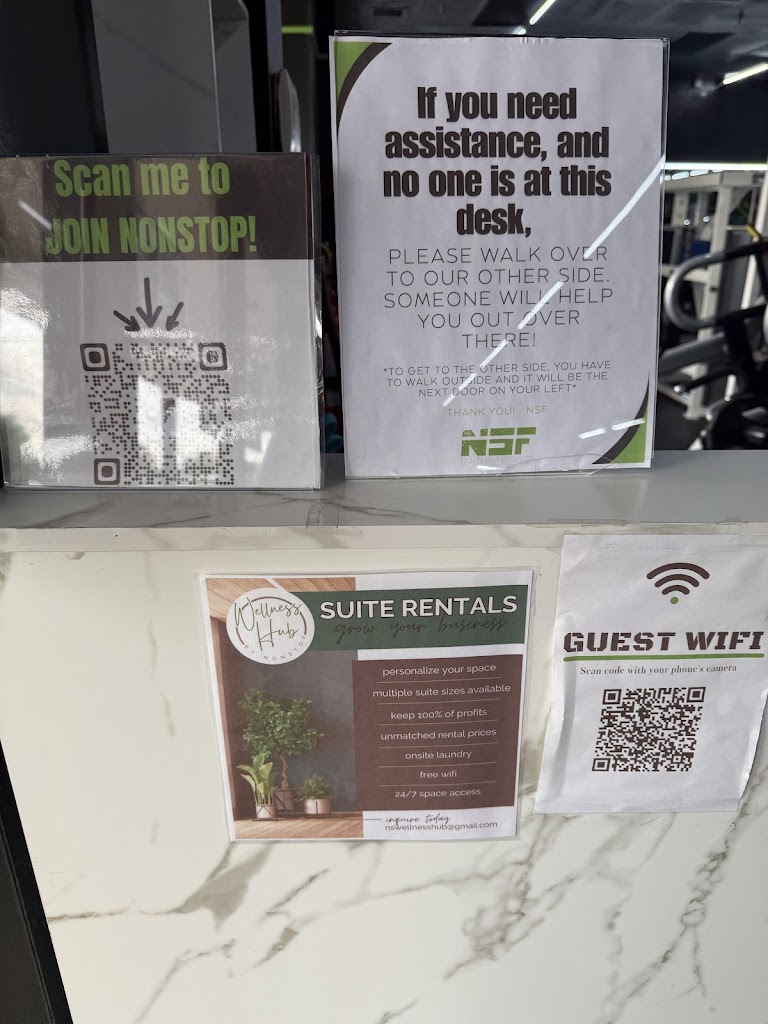 Scan me to
JOIN NONSTOP!
If you need
assistance, and
no one is at this
desk,
PLEASE WALK OVER
TO OUR OTHER SIDE.
SOMEONE WILL HELP
YOU OUT OVER
THERE!
*TO GET TO THE OTHER SIDE, YOU HAVE
TO WALK OUTSIDE AND IT WILL BE THE
NEXT DOOR ON YOUR LEFT*
THANK YOU! - NSF
NSF
Wellness
Hub
BY NONSTOP
SUITE RENTALS
grow your business
personalize your space
multiple suite sizes available
keep 100% of profits
unmatched rental prices
onsite laundry
free wifi
24/7 space access
inquire today
nswellnesshub@gmail.com
GUEST WIFI
Scan code with your phone's camera